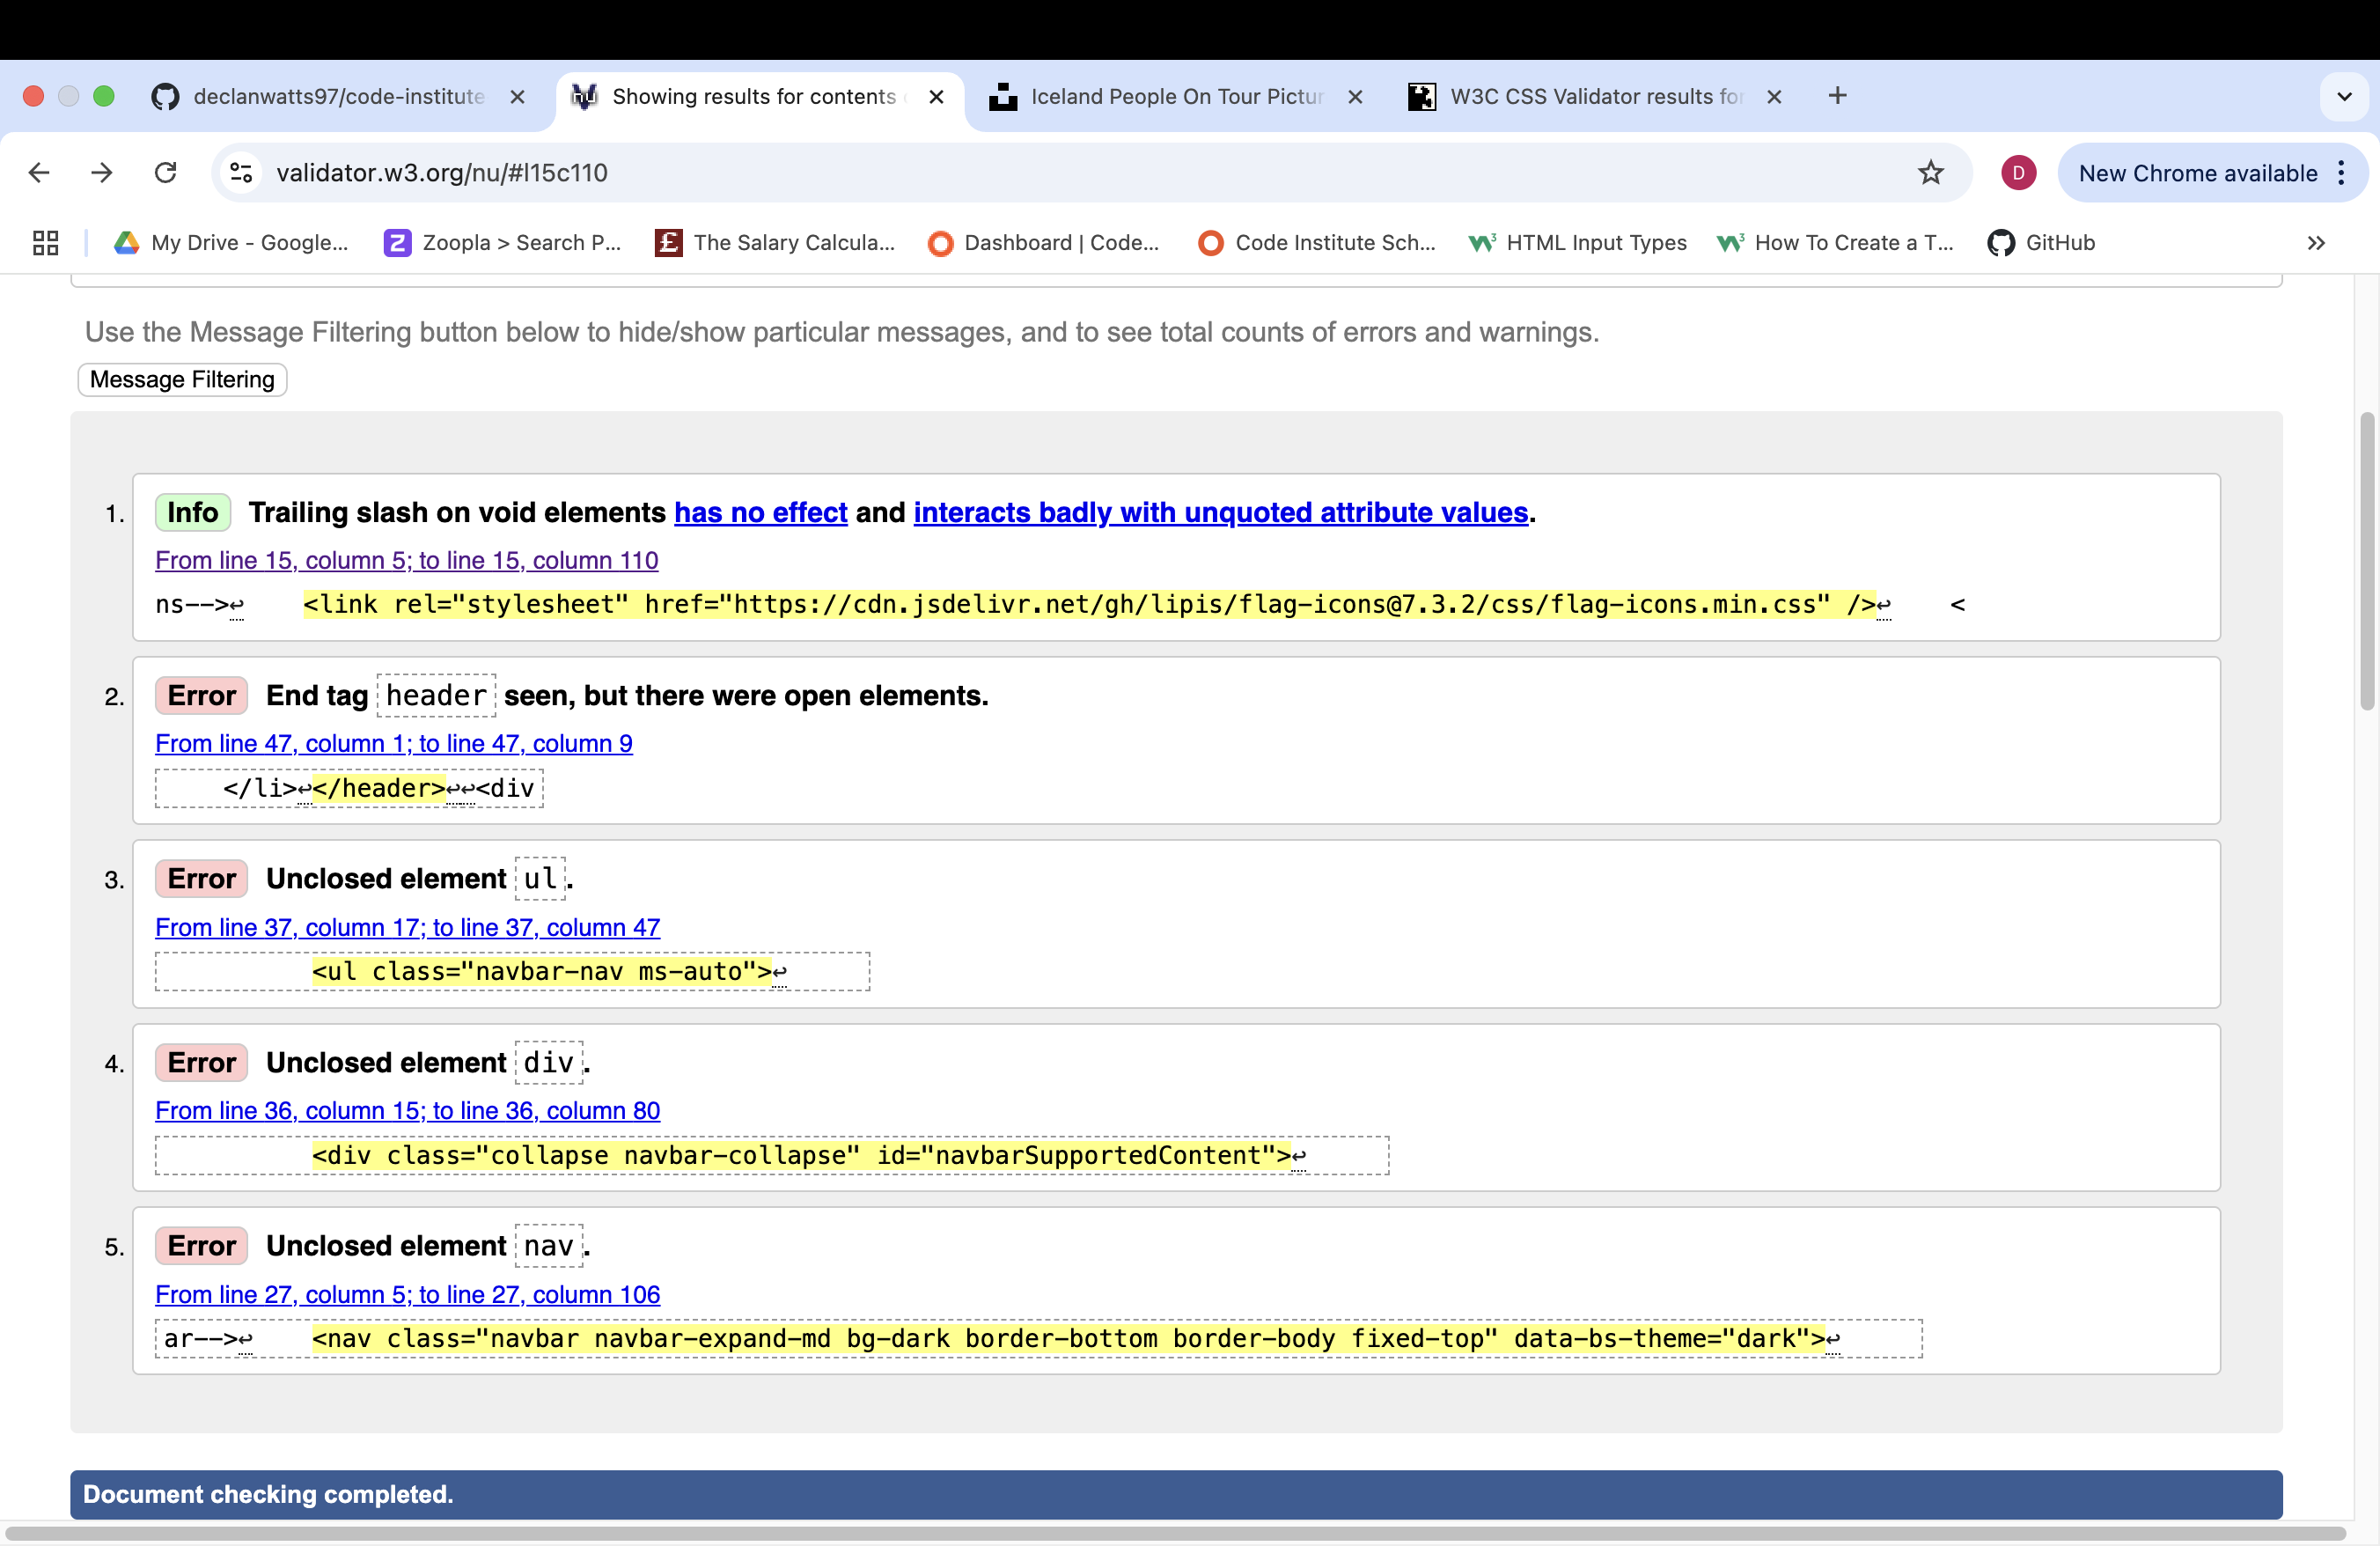 declanwatts97/code-institute
Showing results for contents
Iceland People On Tour Pictur
W3C CSS Validator results for
validator.w3.org/nu/#l15c110
D
New Chrome available
My Drive - Google...
Zoopla > Search P...
The Salary Calcula...
Dashboard | Code...
Code Institute Sch...
HTML Input Types
How To Create a T...
GitHub
Use the Message Filtering button below to hide/show particular messages, and to see total counts of errors and warnings.
Message Filtering
1. Info Trailing slash on void elements has no effect and interacts badly with unquoted attribute values.
From line 15, column 5; to line 15, column 110
ns-->↩ <link rel="stylesheet" href="https://cdn.jsdelivr.net/gh/lipis/flag-icons@7.3.2/css/flag-icons.min.css" />↩ <
2. Error End tag header seen, but there were open elements.
From line 47, column 1; to line 47, column 9
</li>↩</header>↩↩<div
3. Error Unclosed element ul.
From line 37, column 17; to line 37, column 47
<ul class="navbar-nav ms-auto">↩
4. Error Unclosed element div.
From line 36, column 15; to line 36, column 80
<div class="collapse navbar-collapse" id="navbarSupportedContent">↩
5. Error Unclosed element nav.
From line 27, column 5; to line 27, column 106
ar-->↩ <nav class="navbar navbar-expand-md bg-dark border-bottom border-body fixed-top" data-bs-theme="dark">↩
Document checking completed.